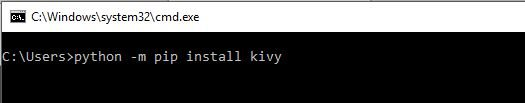 C:\Windows\system32\cmd.exe
C:\Users>python -m pip install kivy